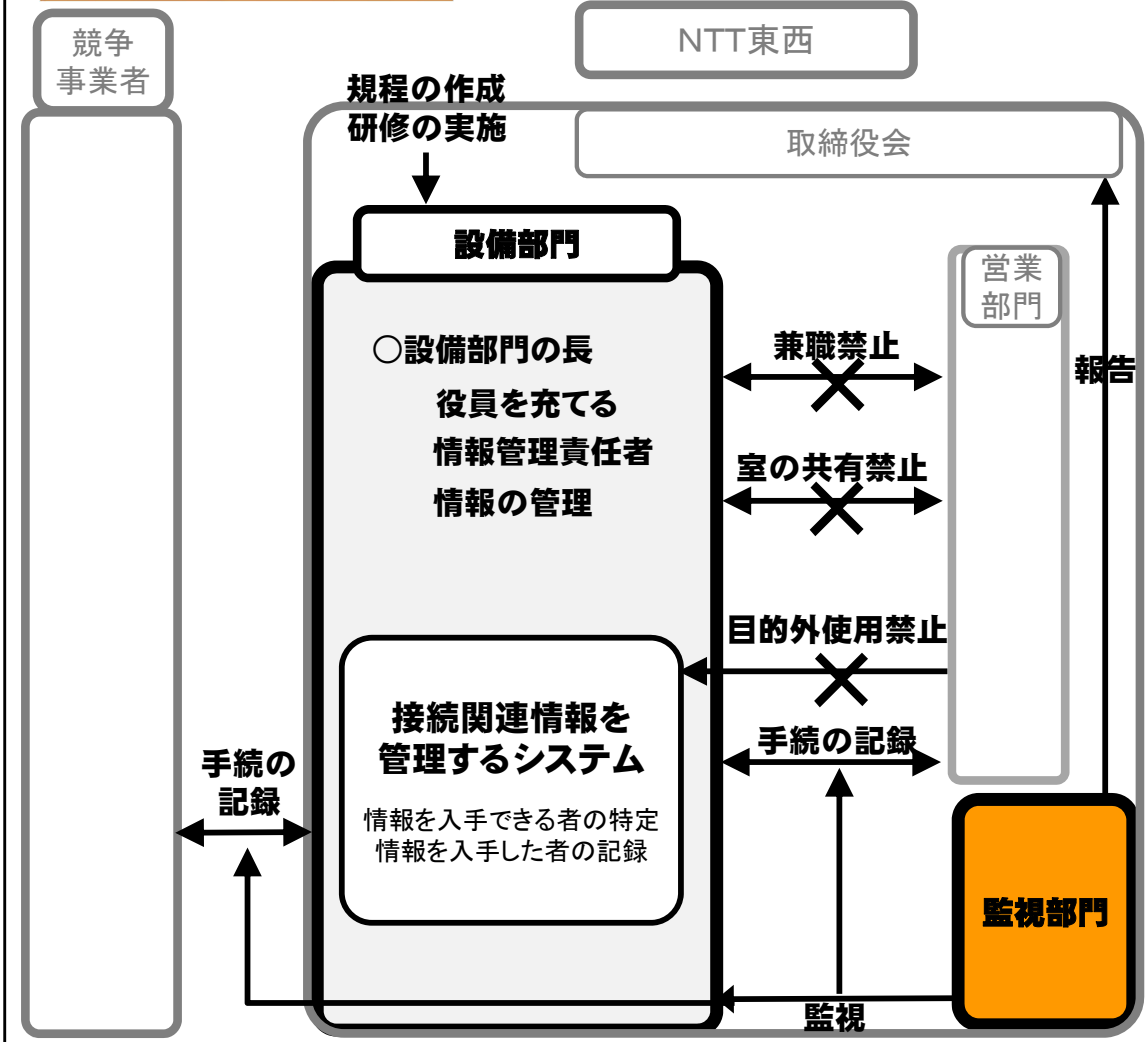 競争
事業者
NTT東西
規程の作成
研修の実施
取締役会
設備部門
営業
部門
○設備部門の長
役員を充てる
情報管理責任者
情報の管理
兼職禁止
報告
室の共有禁止
目的外使用禁止
接続関連情報を
管理するシステム
情報を入手できる者の特定
情報を入手した者の記録
手続の記録
手続の
記録
監視部門
監視